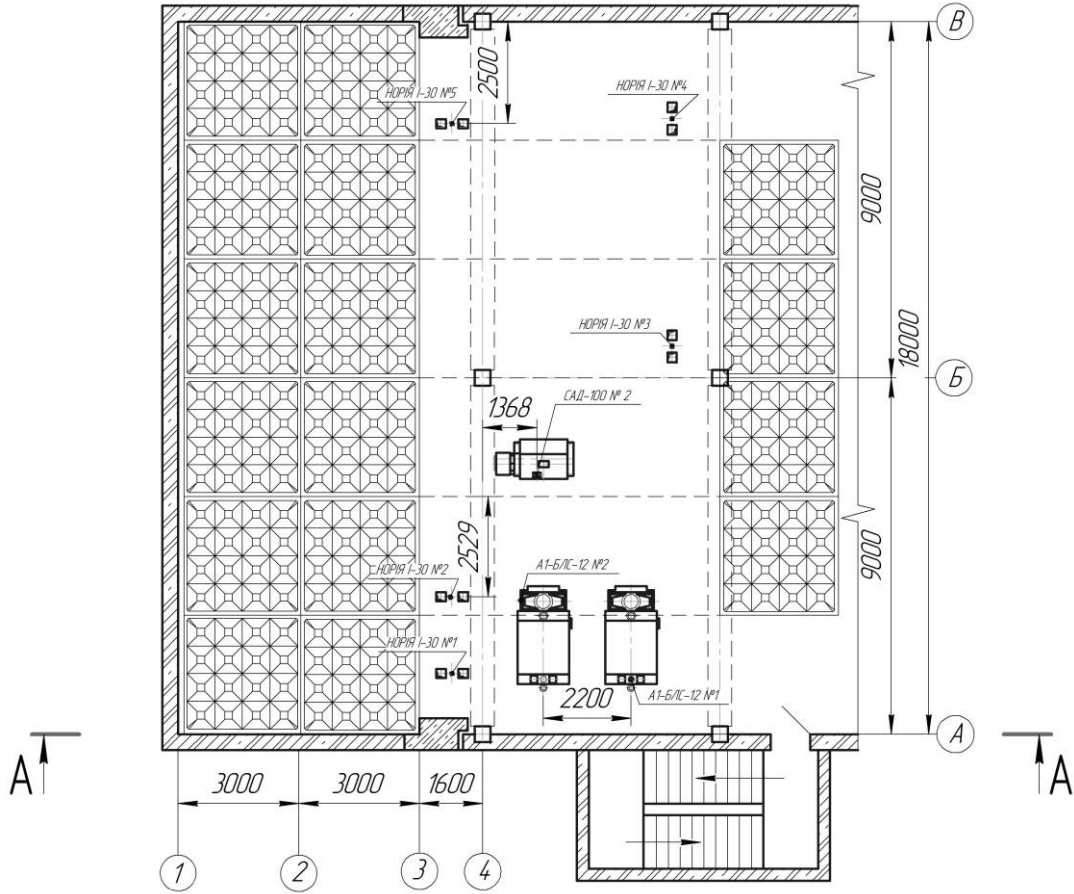 В
2500
НОРІЯ І-30 №5
НОРІЯ І-30 №4
9000
18000
НОРІЯ І-30 №3
Б
1368
САД-100 № 2
2529
9000
НОРІЯ І-30 №2
А1-БЛС-12 №2
НОРІЯ І-30 №1
А1-БЛС-12 №1
2200
А
А
А
3000
3000
1600
1
2
3
4